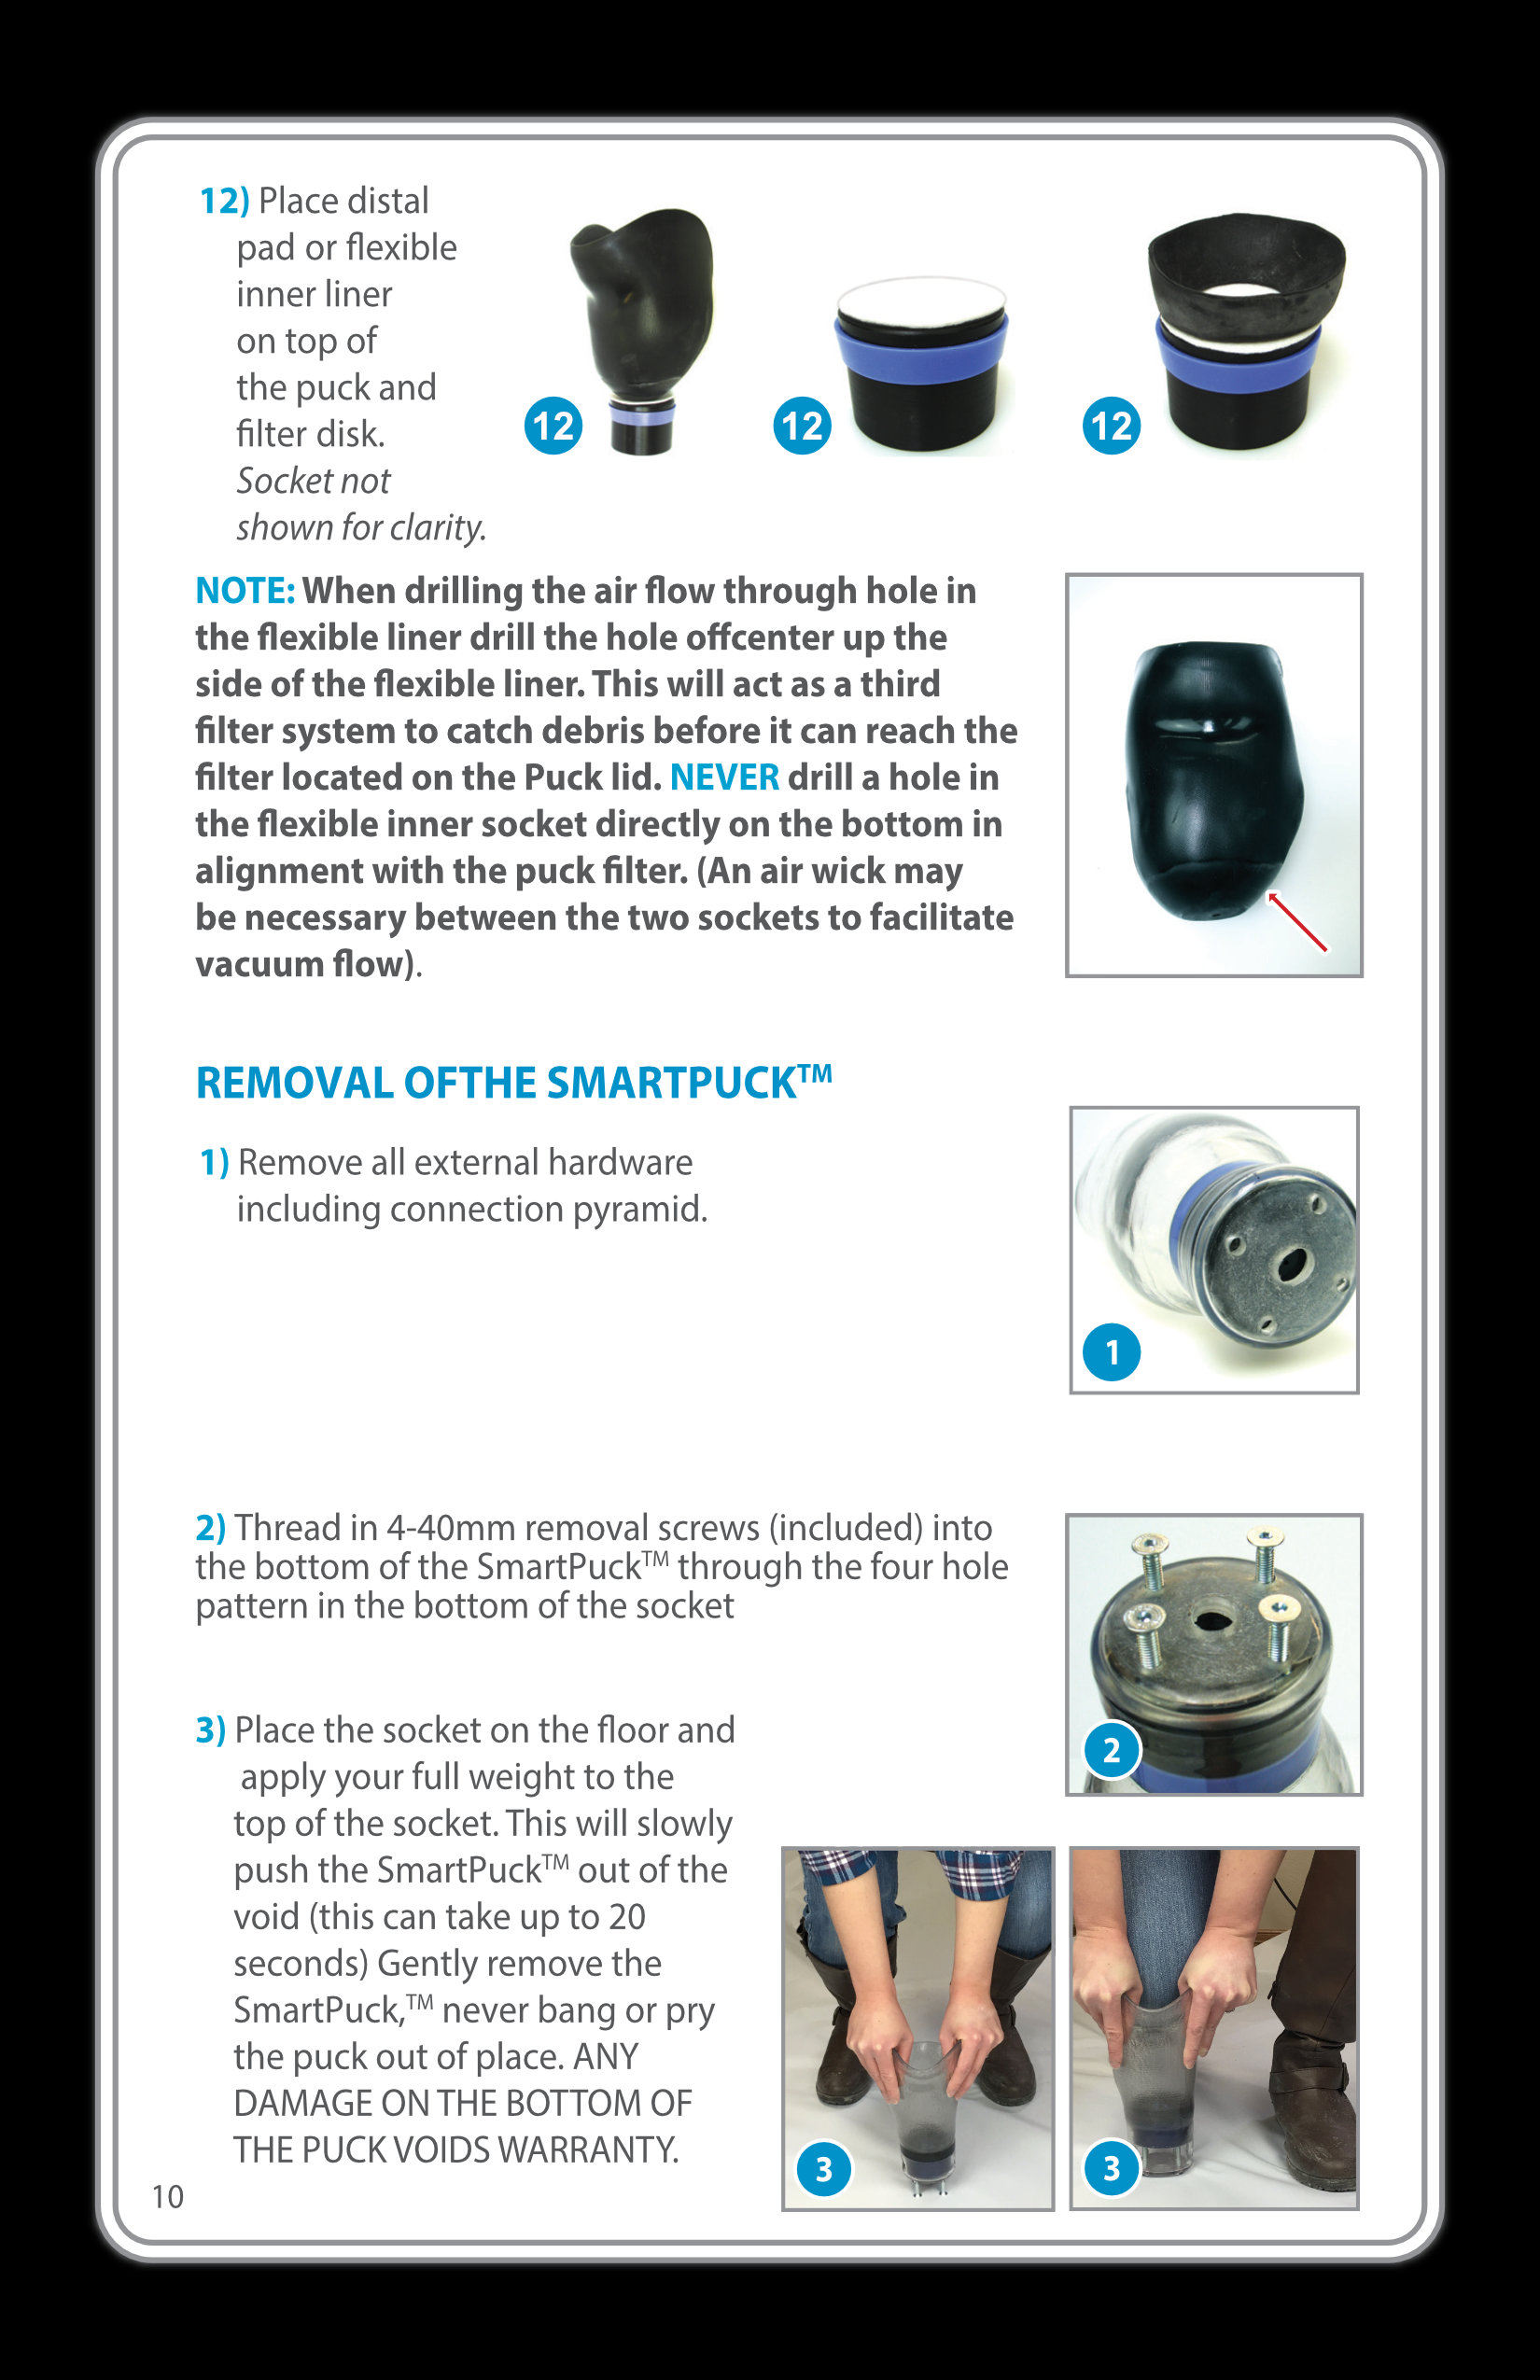 12) Place distal
pad or flexible
inner liner
on top of
the puck and
filter disk.
Socket not
shown for clarity.
12
12
12
NOTE: When drilling the air flow through hole in
the flexible liner drill the hole offcenter up the
side of the flexible liner. This will act as a third
filter system to catch debris before it can reach the
filter located on the Puck lid. NEVER drill a hole in
the flexible inner socket directly on the bottom in
alignment with the puck filter. (An air wick may
be necessary between the two sockets to facilitate
vacuum flow).
REMOVAL OFTHE SMARTPUCK™
1) Remove all external hardware
including connection pyramid.
1
2) Thread in 4-40mm removal screws (included) into
the bottom of the SmartPuck™ through the four hole
pattern in the bottom of the socket
2
3) Place the socket on the floor and
apply your full weight to the
top of the socket. This will slowly
push the SmartPuck™ out of the
void (this can take up to 20
seconds) Gently remove the
SmartPuck,™ never bang or pry
the puck out of place. ANY
DAMAGE ON THE BOTTOM OF
THE PUCK VOIDS WARRANTY.
3
3
10